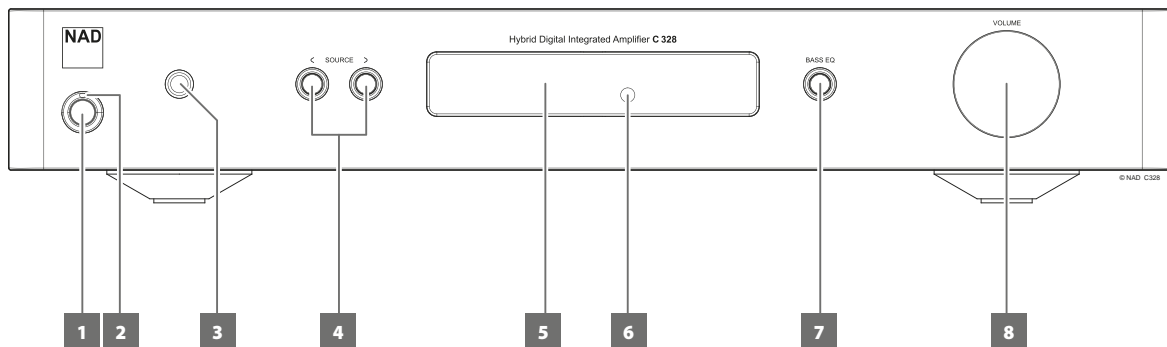 NAD
VOLUME
Hybrid Digital Integrated Amplifier C 328
< SOURCE >
BASS EQ
© NAD C328
1 2 3 4 5 6 7 8